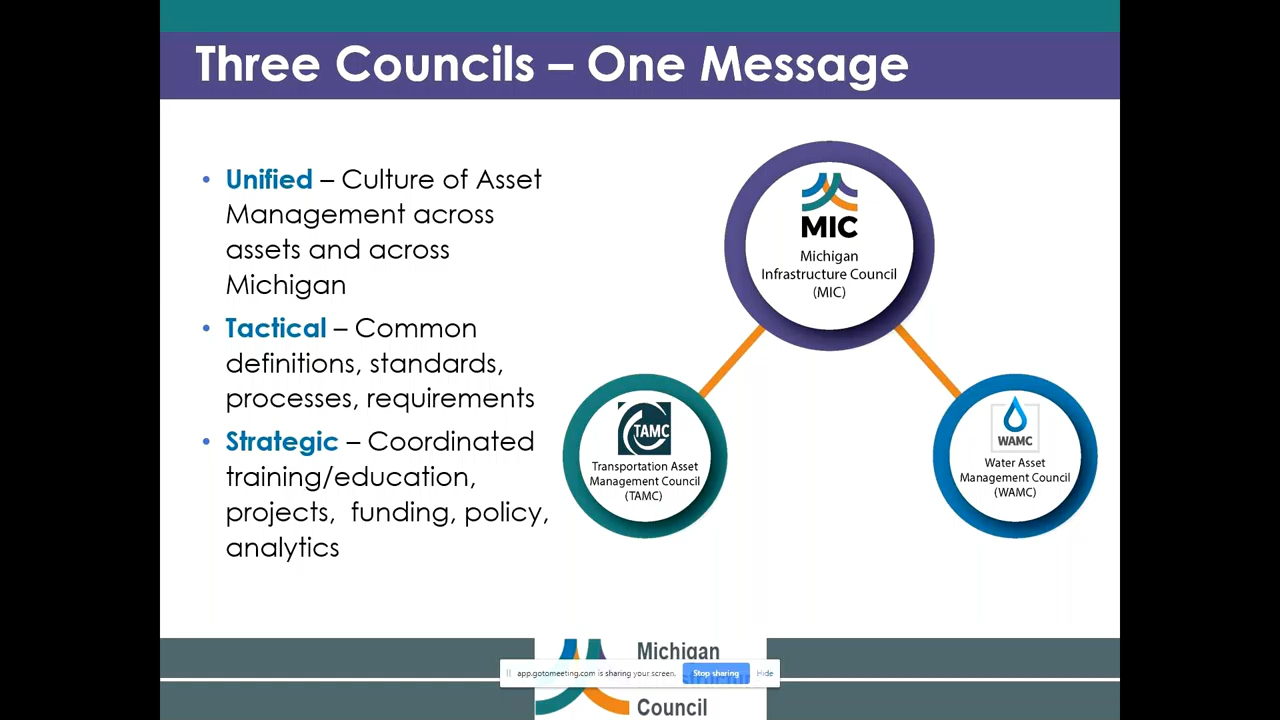 Three Councils – One Message
• Unified – Culture of Asset
Management across
assets and across
Michigan
• Tactical – Common
definitions, standards,
processes, requirements
• Strategic – Coordinated
training/education,
projects, funding, policy,
analytics
MIC
Michigan
Infrastructure Council
(MIC)
TAMC
Transportation Asset
Management Council
(TAMC)
WAMC
Water Asset
Management Council
(WAMC)
Michigan
app.gotomeeting.com is sharing your screen.
Stop sharing
Hide
Council